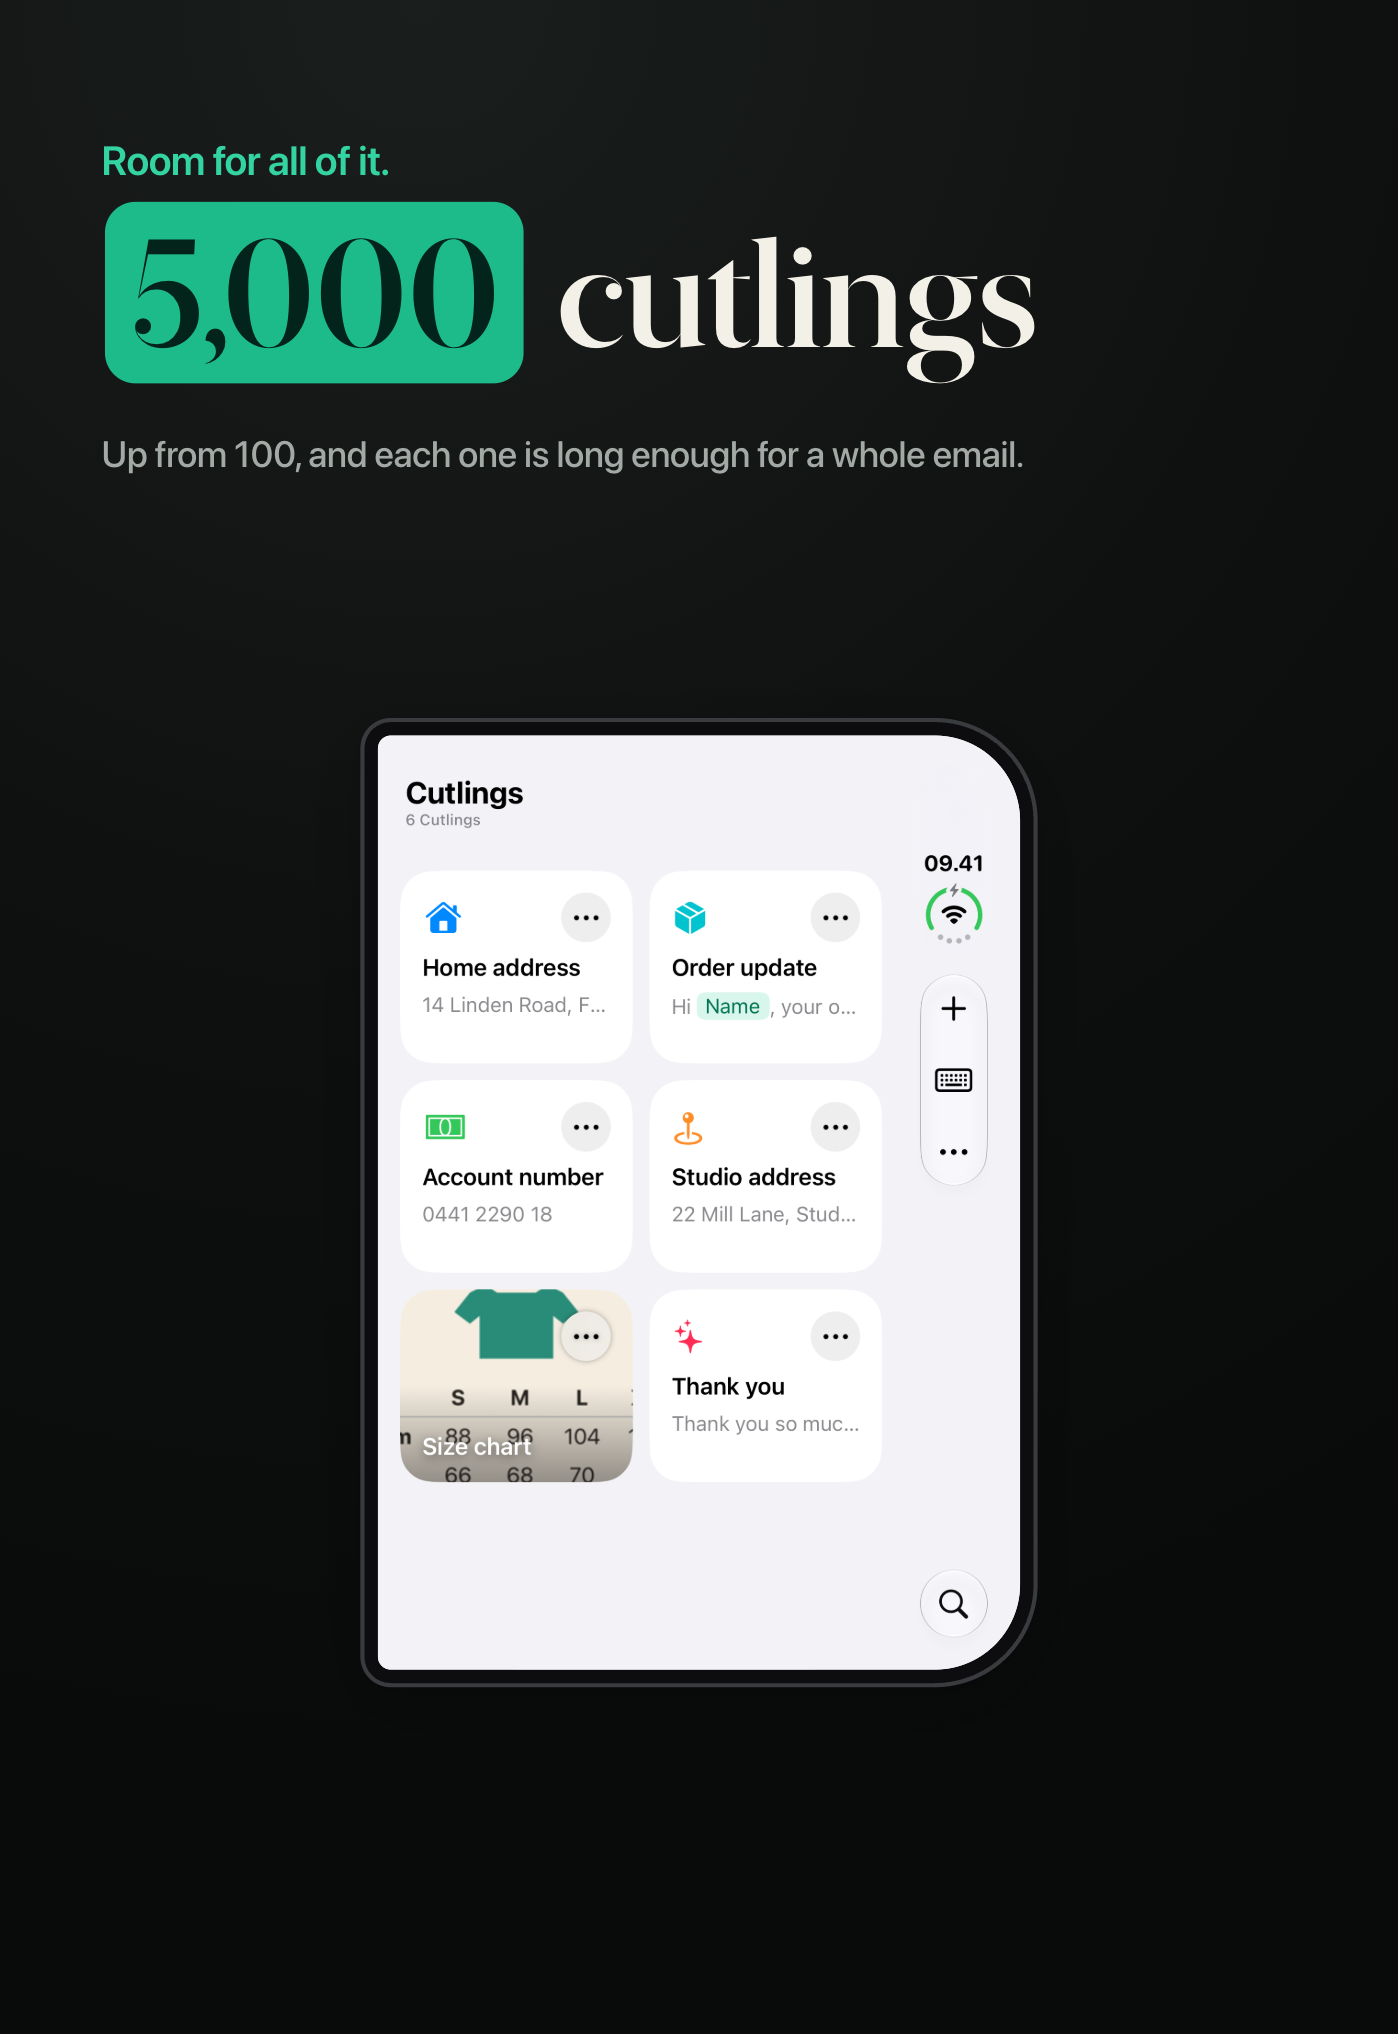 Room for all of it.
5,000 cutlings
Up from 100, and each one is long enough for a whole email.
Cutlings
6 Cutlings
09.41
Home address
14 Linden Road, F...
Order update
Hi Name, your o...
Account number
0441 2290 18
Studio address
22 Mill Lane, Stud...
S M L
88 96 104
Size chart
66 68 70
Thank you
Thank you so muc...